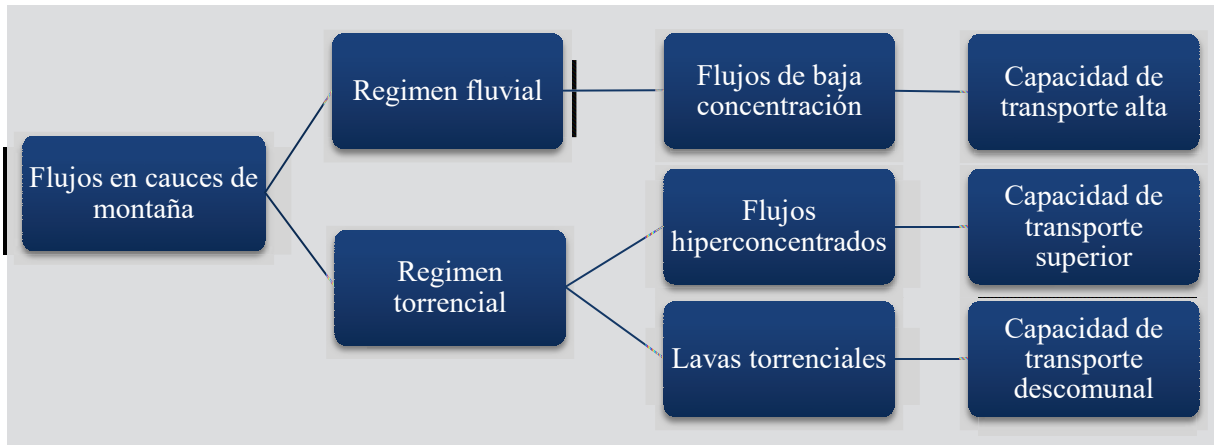 Flujos en cauces de
montaña
Regimen fluvial
Flujos de baja
concentración
Capacidad de
transporte alta
Regimen
torrencial
Flujos
hiperconcentrados
Capacidad de
transporte
superior
Lavas torrenciales
Capacidad de
transporte
descomunal